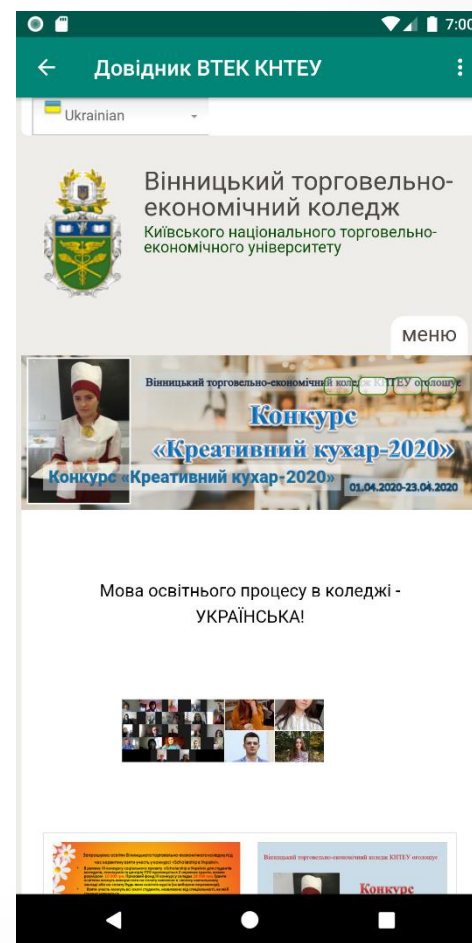 7:00
Довідник ВТЕК КНТЕУ
Ukrainian
Вінницький торговельно-
економічний коледж
Київського національного торговельно-
економічного університету
меню
Вінницький торговельно-економічний коледж КНТЕУ оголошує
Конкурс
«Креативний кухар-2020»
Конкурс «Креативний кухар-2020»
01.04.2020-23.04.2020
Мова освітнього процесу в коледжі -
УКРАЇНСЬКА!
Вінницький торговельно-економічний коледж КНТЕУ оголошує
Конкурс